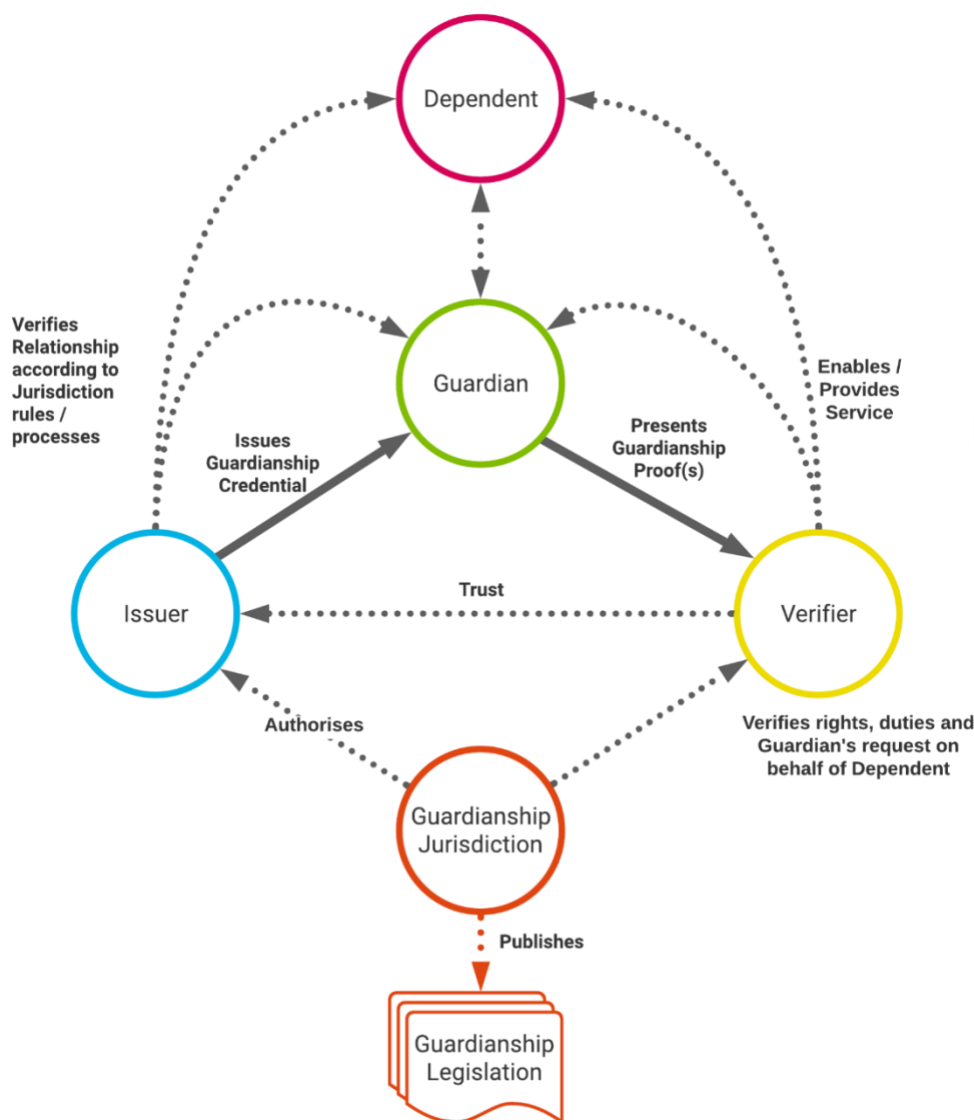 Dependent
Verifies
Relationship
according to
Jurisdiction
rules /
processes
Guardian
Enables /
Provides
Service
Issues
Guardianship
Credential
Presents
Guardianship
Proof(s)
Issuer
Trust
Verifier
Authorises
Verifies rights, duties and
Guardian's request on
behalf of Dependent
Guardianship
Jurisdiction
Publishes
Guardianship
Legislation